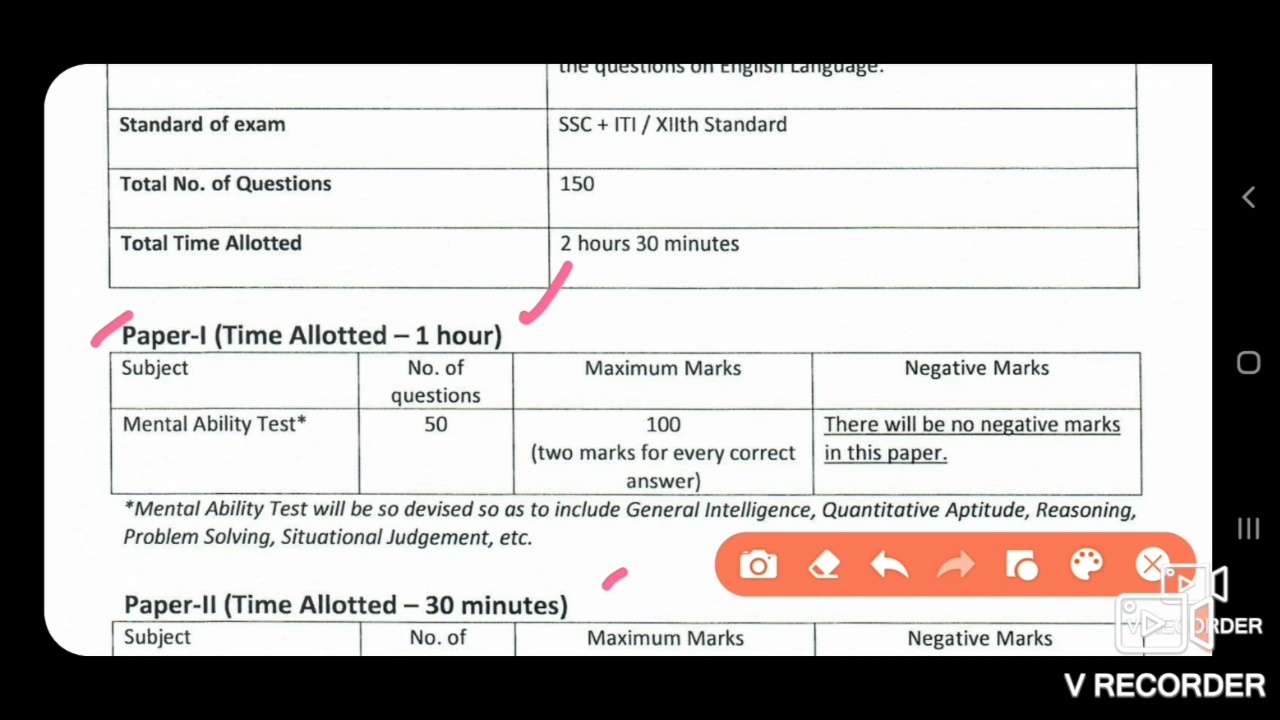 the questions on English Language.
Standard of exam
SSC + ITI / XIIth Standard
Total No. of Questions
150
Total Time Allotted
2 hours 30 minutes
Paper-I (Time Allotted – 1 hour)
Subject
No. of
questions
Maximum Marks
Negative Marks
Mental Ability Test*
50
100
(two marks for every correct
answer)
There will be no negative marks
in this paper.
*Mental Ability Test will be so devised so as to include General Intelligence, Quantitative Aptitude, Reasoning,
Problem Solving, Situational Judgement, etc.
Paper-II (Time Allotted – 30 minutes)
Subject
No. of
Maximum Marks
Negative Marks
V RECORDER
V RECORDER